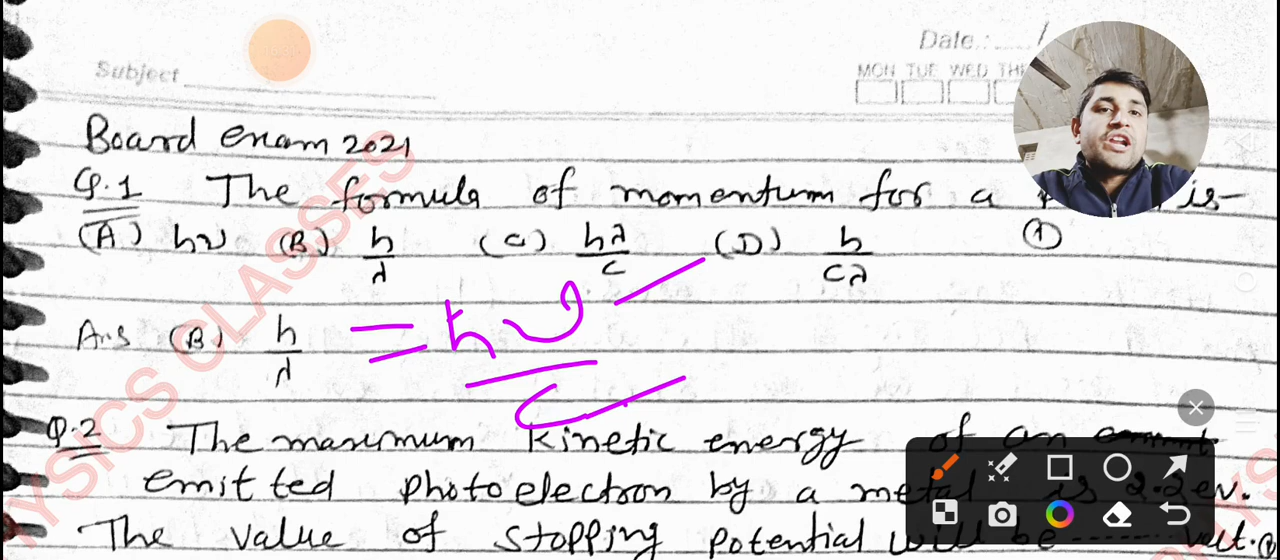 Date.: ..... /
Subject
MON TUE WED
Board exam 2021
Q.1 The formula of momentum for a is-
(A) hν (B) h/λ (C) hλ/c (D) h/cλ ①
Ans (B) h/λ = hν/c
Q.2 The maximum kinetic energy of an
emitted photoelectron by a metal is 2.2ev.
The value of stopping potential will be ------- volt.
PHYSICS CLASSES